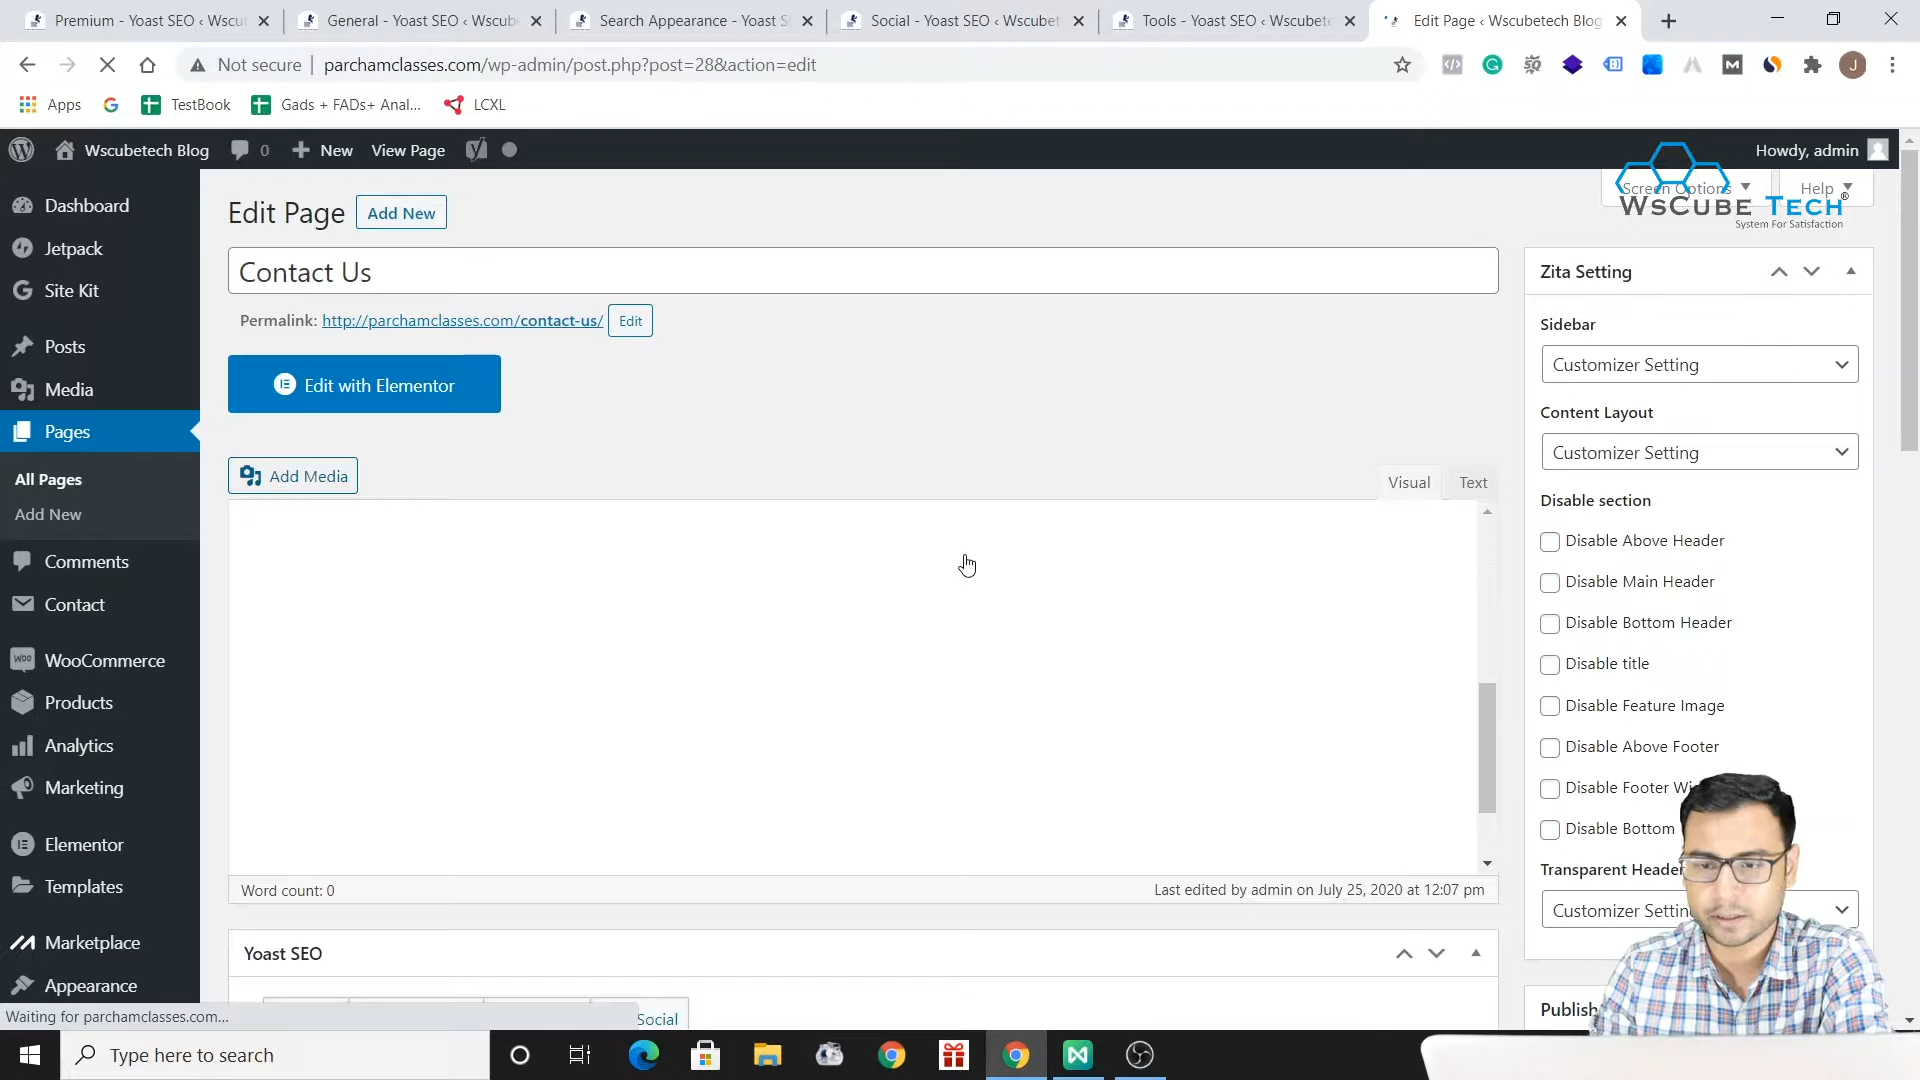 Premium - Yoast SEO ‹ Wscu
General - Yoast SEO ‹ Wscube
Search Appearance - Yoast S
Social - Yoast SEO ‹ Wscubet
Tools - Yoast SEO ‹ Wscubete
Edit Page ‹ Wscubetech Blog
Not secure parchamclasses.com/wp-admin/post.php?post=28&action=edit
Apps TestBook Gads + FADs+ Anal... LCXL
Wscubetech Blog 0 New View Page Howdy, admin
Screen Options Help
WsCube Tech®
System For Satisfaction
Dashboard
Jetpack
Site Kit
Posts
Media
Pages
All Pages
Add New
Comments
Contact
WooCommerce
Products
Analytics
Marketing
Elementor
Templates
Marketplace
Appearance
Edit Page Add New
Contact Us
Permalink: http://parchamclasses.com/contact-us/ Edit
Edit with Elementor
Add Media
Visual Text
Word count: 0
Last edited by admin on July 25, 2020 at 12:07 pm
Yoast SEO
Social
Zita Setting
Sidebar
Customizer Setting
Content Layout
Customizer Setting
Disable section
Disable Above Header
Disable Main Header
Disable Bottom Header
Disable title
Disable Feature Image
Disable Above Footer
Disable Footer Wi
Disable Bottom
Transparent Header
Customizer Settin
Publish
Waiting for parchamclasses.com...
Type here to search